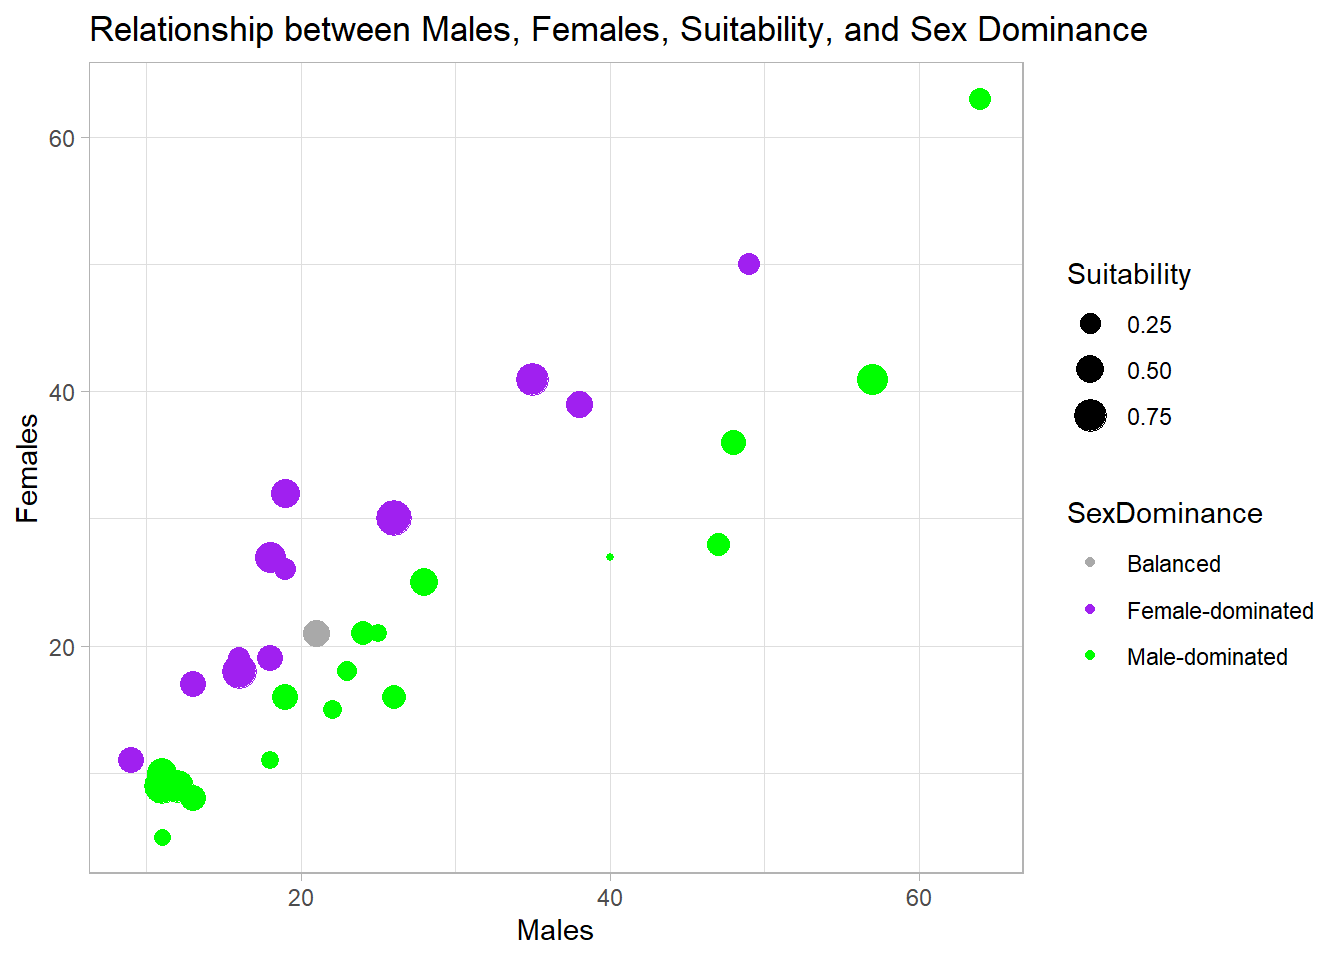 Relationship between Males, Females, Suitability, and Sex Dominance
Females
60
40
20
20
40
60
Males
Suitability
0.25
0.50
0.75
SexDominance
Balanced
Female-dominated
Male-dominated